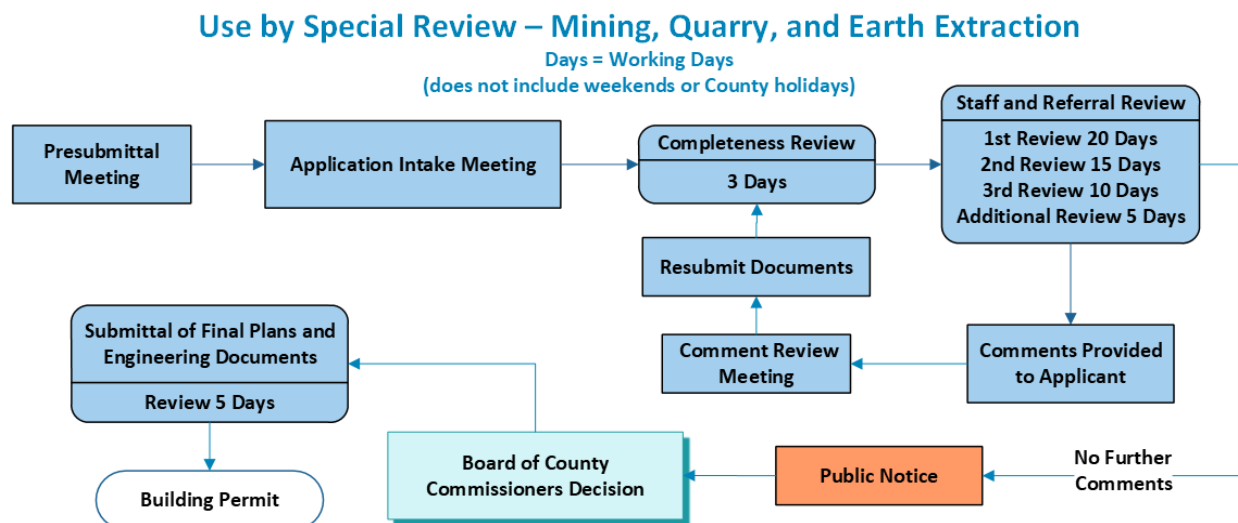 Use by Special Review – Mining, Quarry, and Earth Extraction
Days = Working Days
(does not include weekends or County holidays)
Presubmittal
Meeting
Application Intake Meeting
Completeness Review
3 Days
Staff and Referral Review
1st Review 20 Days
2nd Review 15 Days
3rd Review 10 Days
Additional Review 5 Days
Resubmit Documents
Comment Review
Meeting
Comments Provided
to Applicant
Submittal of Final Plans and
Engineering Documents
Review 5 Days
Building Permit
Board of County
Commissioners Decision
Public Notice
No Further
Comments